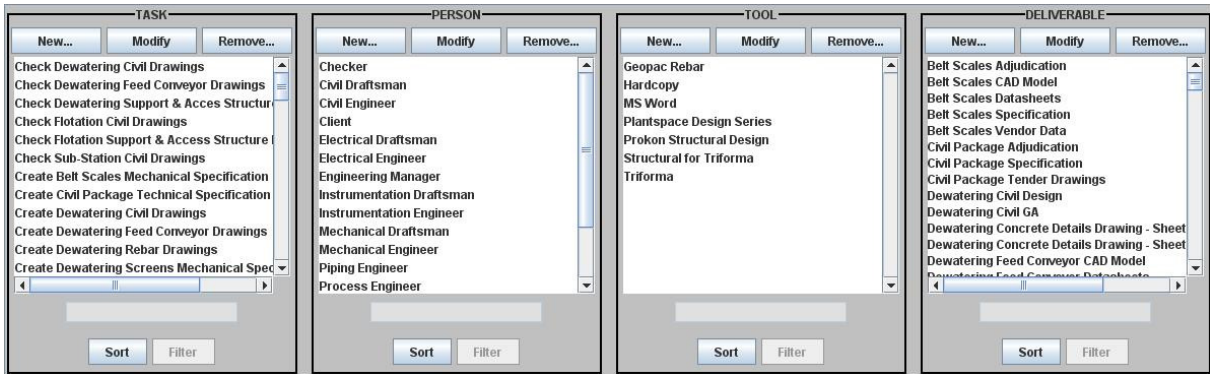 TASK
New...
Modify
Remove...
Check Dewatering Civil Drawings
Check Dewatering Feed Conveyor Drawings
Check Dewatering Support & Acces Structure
Check Flotation Civil Drawings
Check Flotation Support & Access Structure
Check Sub-Station Civil Drawings
Create Belt Scales Mechanical Specification
Create Civil Package Technical Specification
Create Dewatering Civil Drawings
Create Dewatering Feed Conveyor Drawings
Create Dewatering Rebar Drawings
Create Dewatering Screens Mechanical Spec
Sort
Filter
PERSON
New...
Modify
Remove...
Checker
Civil Draftsman
Civil Engineer
Client
Electrical Draftsman
Electrical Engineer
Engineering Manager
Instrumentation Draftsman
Instrumentation Engineer
Mechanical Draftsman
Mechanical Engineer
Piping Engineer
Process Engineer
Sort
Filter
TOOL
New...
Modify
Remove...
Geopac Rebar
Hardcopy
MS Word
Plantspace Design Series
Prokon Structural Design
Structural for Triforma
Triforma
Sort
Filter
DELIVERABLE
New...
Modify
Remove...
Belt Scales Adjudication
Belt Scales CAD Model
Belt Scales Datasheets
Belt Scales Specification
Belt Scales Vendor Data
Civil Package Adjudication
Civil Package Specification
Civil Package Tender Drawings
Dewatering Civil Design
Dewatering Civil GA
Dewatering Concrete Details Drawing - Sheet
Dewatering Concrete Details Drawing - Sheet
Dewatering Feed Conveyor CAD Model
Dewatering Feed Conveyor Datasheets
Sort
Filter